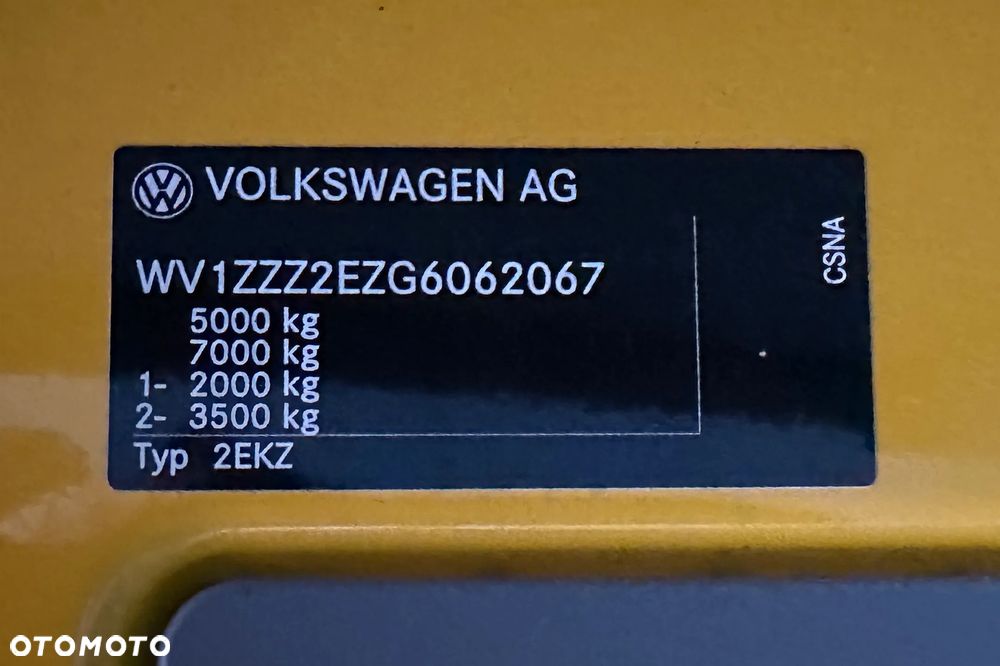 VOLKSWAGEN AG
WV1ZZZ2EZG6062067
5000 kg
7000 kg
1- 2000 kg
2- 3500 kg
Typ 2EKZ
CSNA
OTOMOTO